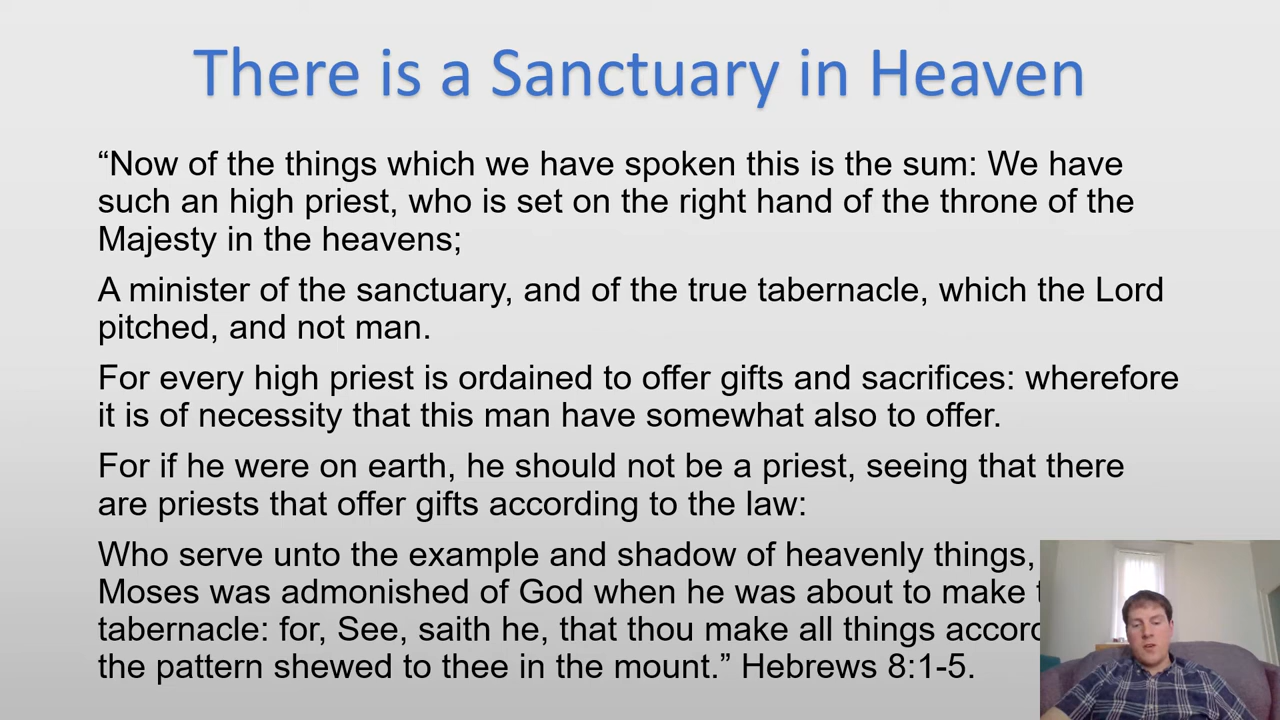 There is a Sanctuary in Heaven
“Now of the things which we have spoken this is the sum: We have
such an high priest, who is set on the right hand of the throne of the
Majesty in the heavens;
A minister of the sanctuary, and of the true tabernacle, which the Lord
pitched, and not man.
For every high priest is ordained to offer gifts and sacrifices: wherefore
it is of necessity that this man have somewhat also to offer.
For if he were on earth, he should not be a priest, seeing that there
are priests that offer gifts according to the law:
Who serve unto the example and shadow of heavenly things,
Moses was admonished of God when he was about to make
tabernacle: for, See, saith he, that thou make all things
the pattern shewed to thee in the mount.” Hebrews 8:1-5.